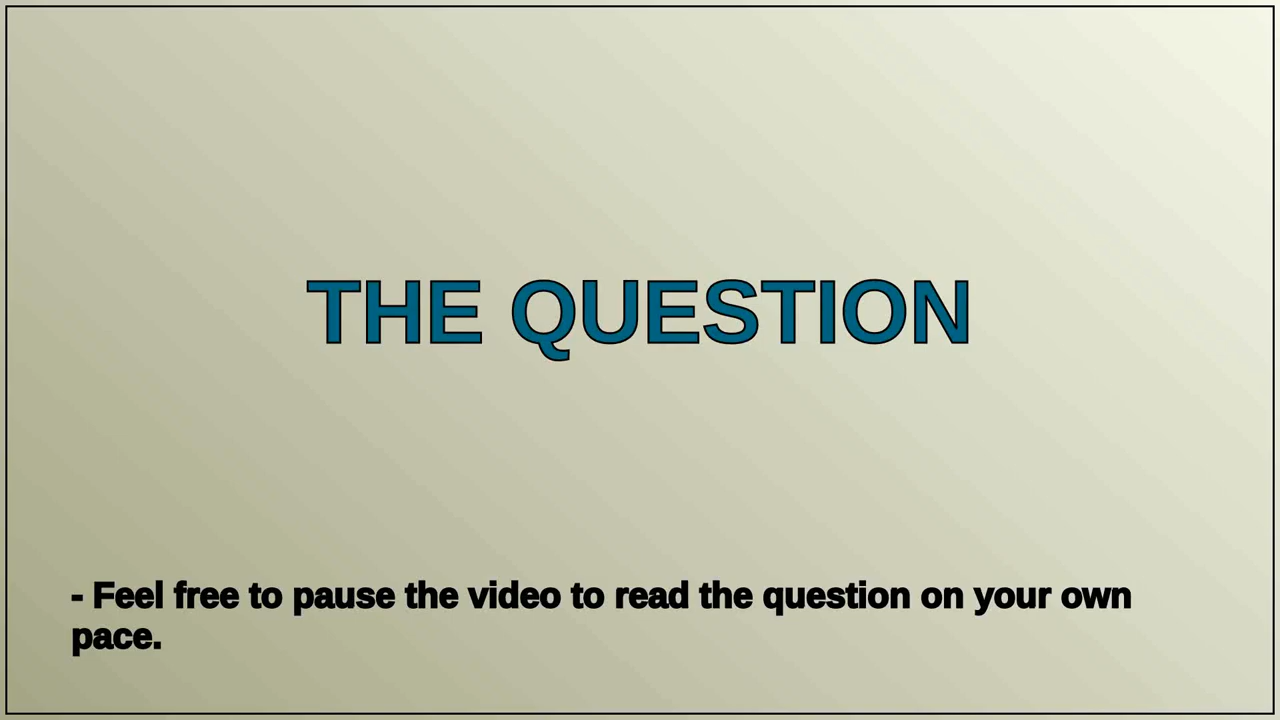 THE QUESTION
- Feel free to pause the video to read the question on your own
pace.